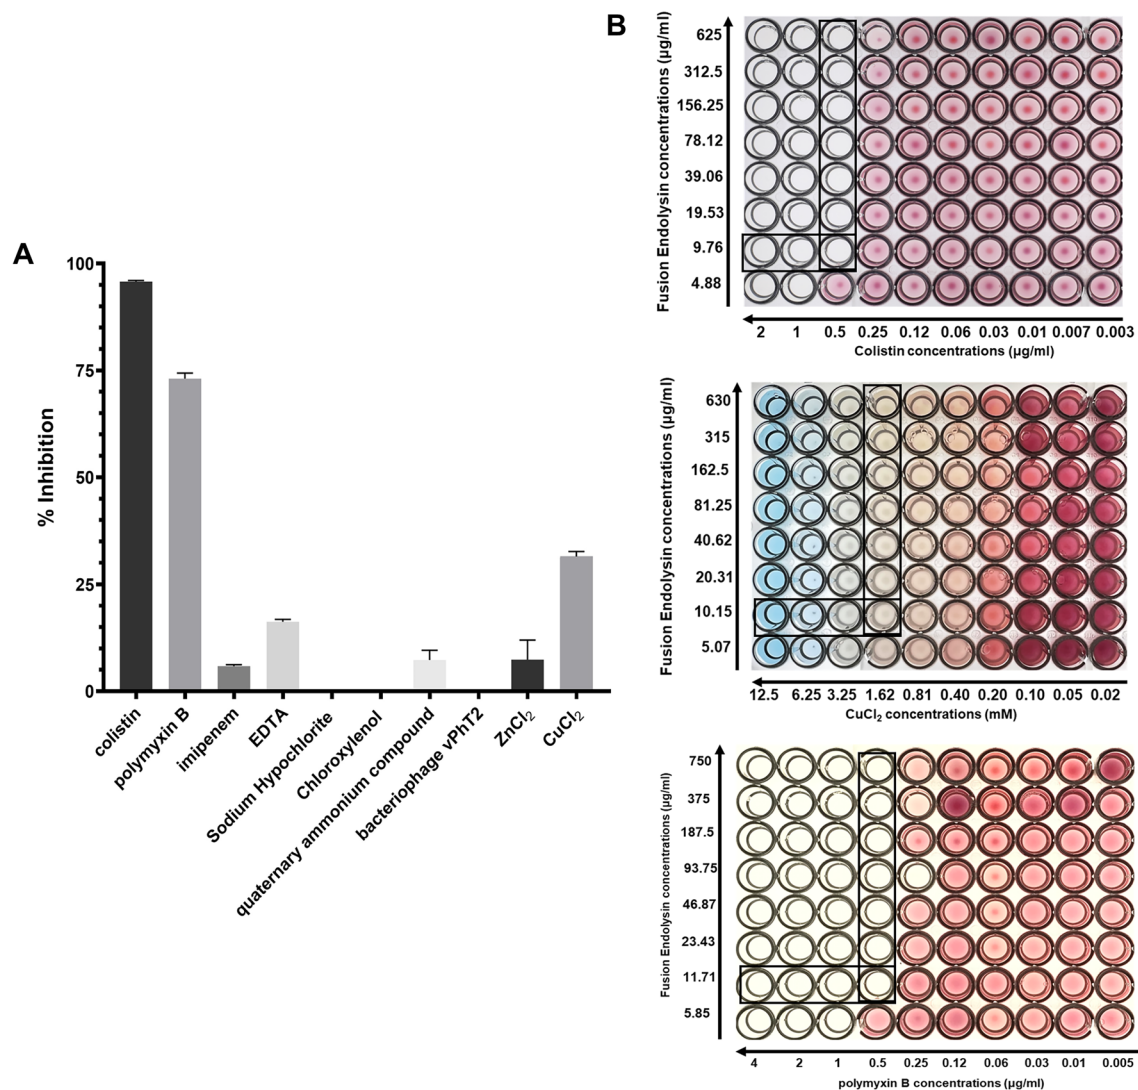 A
% Inhibition
100
75
50
25
0
colistin
polymyxin B
imipenem
EDTA
Sodium Hypochlorite
Chloroxylenol
quaternary ammonium compound
bacteriophage vPhT2
ZnCl₂
CuCl₂
B
Fusion Endolysin concentrations (µg/ml)
625
312.5
156.25
78.12
39.06
19.53
9.76
4.88
2 1 0.5 0.25 0.12 0.06 0.03 0.01 0.007 0.003
Colistin concentrations (µg/ml)
Fusion Endolysin concentrations (µg/ml)
630
315
162.5
81.25
40.62
20.31
10.15
5.07
12.5 6.25 3.25 1.62 0.81 0.40 0.20 0.10 0.05 0.02
CuCl₂ concentrations (mM)
Fusion Endolysin concentrations (µg/ml)
750
375
187.5
93.75
46.87
23.43
11.71
5.85
4 2 1 0.5 0.25 0.12 0.06 0.03 0.01 0.005
polymyxin B concentrations (µg/ml)